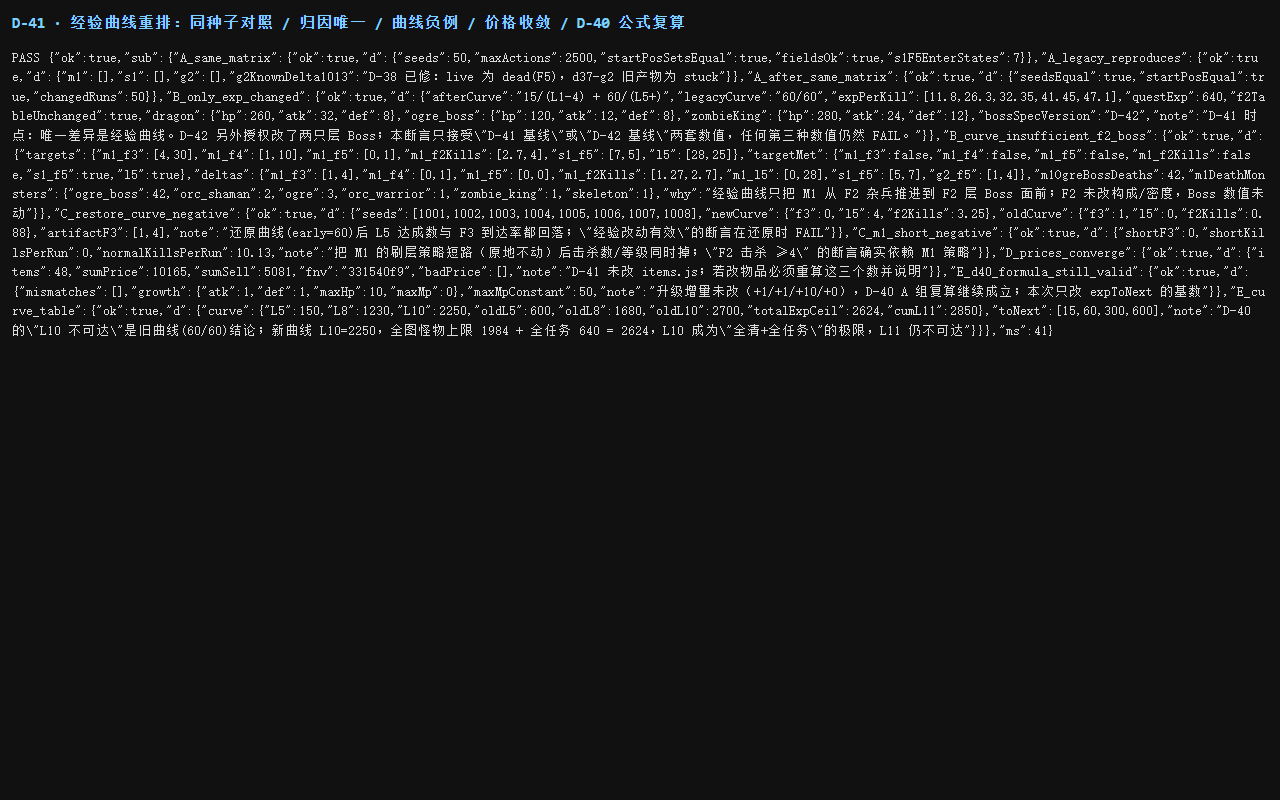 D-41 · 经验曲线重排：同种子对照 / 归因唯一 / 曲线负例 / 价格收敛 / D-40 公式复算
PASS {"ok":true,"sub":{"A_same_matrix":{"ok":true,"d":{"seeds":50,"maxActions":2500,"startPosSetsEqual":true,"fieldsOk":true,"s1F5EnterStates":7}},"A_legacy_reproduces":{"ok":tru
e,"d":{"m1":[],"s1":[],"g2":[],"g2KnownDelta1013":"D-38 已修：live 为 dead(F5)，d37-g2 旧产物为 stuck"}},"A_after_same_matrix":{"ok":true,"d":{"seedsEqual":true,"startPosEqual":tr
ue,"changedRuns":50}},"B_only_exp_changed":{"ok":true,"d":{"afterCurve":"15/(L1-4) + 60/(L5+)","legacyCurve":"60/60","expPerKill":[11.8,26.3,32.35,41.45,47.1],"questExp":640,"f2Ta
bleUnchanged":true,"dragon":{"hp":260,"atk":32,"def":8},"ogre_boss":{"hp":120,"atk":12,"def":8},"zombieKing":{"hp":280,"atk":24,"def":12},"bossSpecVersion":"D-42","note":"D-41 时
点：唯一差异是经验曲线。D-42 另外授权改了两只层 Boss；本断言只接受\"D-41 基线\"或\"D-42 基线\"两套数值，任何第三种数值仍然 FAIL。"}},"B_curve_insufficient_f2_boss":{"ok":true,"d":
{"targets":{"m1_f3":[4,30],"m1_f4":[1,10],"m1_f5":[0,1],"m1_f2Kills":[2.7,4],"s1_f5":[7,5],"l5":[28,25]},"targetMet":{"m1_f3":false,"m1_f4":false,"m1_f5":false,"m1_f2Kills":fals
e,"s1_f5":true,"l5":true},"deltas":{"m1_f3":[1,4],"m1_f4":[0,1],"m1_f5":[0,0],"m1_f2Kills":[1.27,2.7],"m1_l5":[0,28],"s1_f5":[5,7],"g2_f5":[1,4]},"m1OgreBossDeaths":42,"m1DeathMon
sters":{"ogre_boss":42,"orc_shaman":2,"ogre":3,"orc_warrior":1,"zombie_king":1,"skeleton":1},"why":"经验曲线只把 M1 从 F2 杂兵推进到 F2 层 Boss 面前；F2 未改构成/密度，Boss 数值未
动"}},"C_restore_curve_negative":{"ok":true,"d":{"seeds":[1001,1002,1003,1004,1005,1006,1007,1008],"newCurve":{"f3":0,"l5":4,"f2Kills":3.25},"oldCurve":{"f3":1,"l5":0,"f2Kills":0.
88},"artifactF3":[1,4],"note":"还原曲线(early=60)后 L5 达成数与 F3 到达率都回落；\"经验改动有效\"的断言在还原时 FAIL"}},"C_m1_short_negative":{"ok":true,"d":{"shortF3":0,"shortKil
lsPerRun":0,"normalKillsPerRun":10.13,"note":"把 M1 的刷层策略短路（原地不动）后击杀数/等级同时掉；\"F2 击杀 ≥4\" 的断言确实依赖 M1 策略"}},"D_prices_converge":{"ok":true,"d":{"i
tems":48,"sumPrice":10165,"sumSell":5081,"fnv":"331540f9","badPrice":[],"note":"D-41 未改 items.js；若改物品必须重算这三个数并说明"}},"E_d40_formula_still_valid":{"ok":true,"d":
{"mismatches":[],"growth":{"atk":1,"def":1,"maxHp":10,"maxMp":0},"maxMpConstant":50,"note":"升级增量未改（+1/+1/+10/+0），D-40 A 组复算继续成立；本次只改 expToNext 的基数"}},"E_cu
rve_table":{"ok":true,"d":{"curve":{"L5":150,"L8":1230,"L10":2250,"oldL5":600,"oldL8":1680,"oldL10":2700,"totalExpCeil":2624,"cumL11":2850},"toNext":[15,60,300,600],"note":"D-40
的\"L10 不可达\"是旧曲线(60/60)结论；新曲线 L10=2250，全图怪物上限 1984 + 全任务 640 = 2624，L10 成为\"全清+全任务\"的极限，L11 仍不可达"}}},"ms":41}